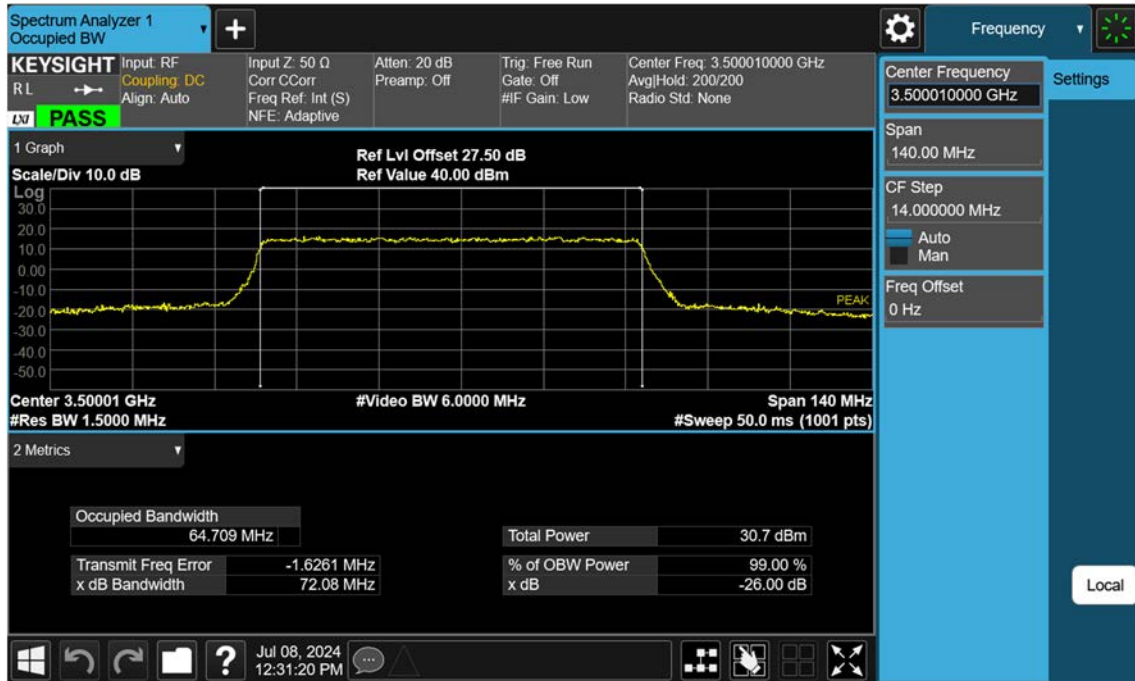 Spectrum Analyzer 1
Occupied BW
+
Frequency
KEYSIGHT
R L
LXI
PASS
Input: RF
Coupling: DC
Align: Auto
Input Z: 50 Ω
Corr CCorr
Freq Ref: Int (S)
NFE: Adaptive
Atten: 20 dB
Preamp: Off
Trig: Free Run
Gate: Off
#IF Gain: Low
Center Freq: 3.500010000 GHz
Avg|Hold: 200/200
Radio Std: None
1 Graph
Scale/Div 10.0 dB
Ref Lvl Offset 27.50 dB
Ref Value 40.00 dBm
Log
30.0
20.0
10.0
0.00
-10.0
-20.0
-30.0
-40.0
-50.0
PEAK
Center 3.50001 GHz
#Video BW 6.0000 MHz
Span 140 MHz
#Res BW 1.5000 MHz
#Sweep 50.0 ms (1001 pts)
2 Metrics
Occupied Bandwidth
64.709 MHz
Total Power 30.7 dBm
Transmit Freq Error -1.6261 MHz
% of OBW Power 99.00 %
x dB Bandwidth 72.08 MHz
x dB -26.00 dB
Center Frequency
3.500010000 GHz
Settings
Span
140.00 MHz
CF Step
14.000000 MHz
Auto
Man
Freq Offset
0 Hz
Local
?
Jul 08, 2024
12:31:20 PM